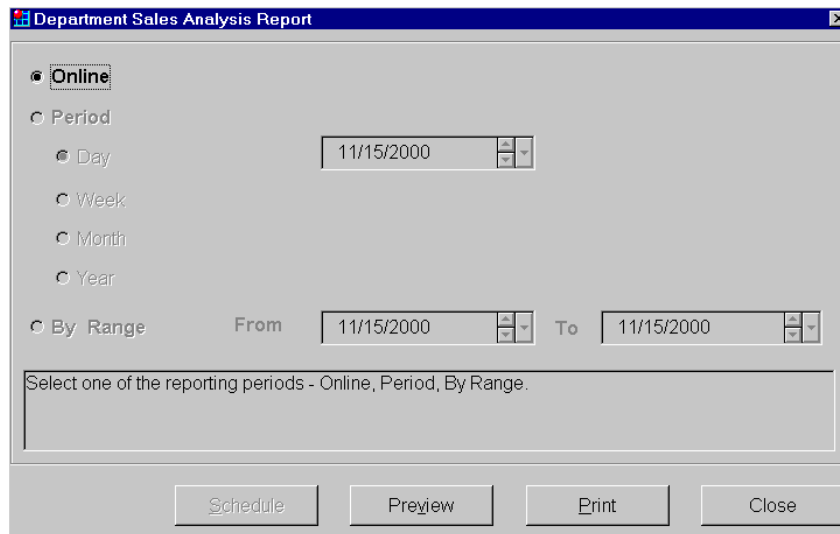 Department Sales Analysis Report
Online
Period
Day 11/15/2000
Week
Month
Year
By Range From 11/15/2000 To 11/15/2000
Select one of the reporting periods - Online, Period, By Range.
Schedule Preview Print Close